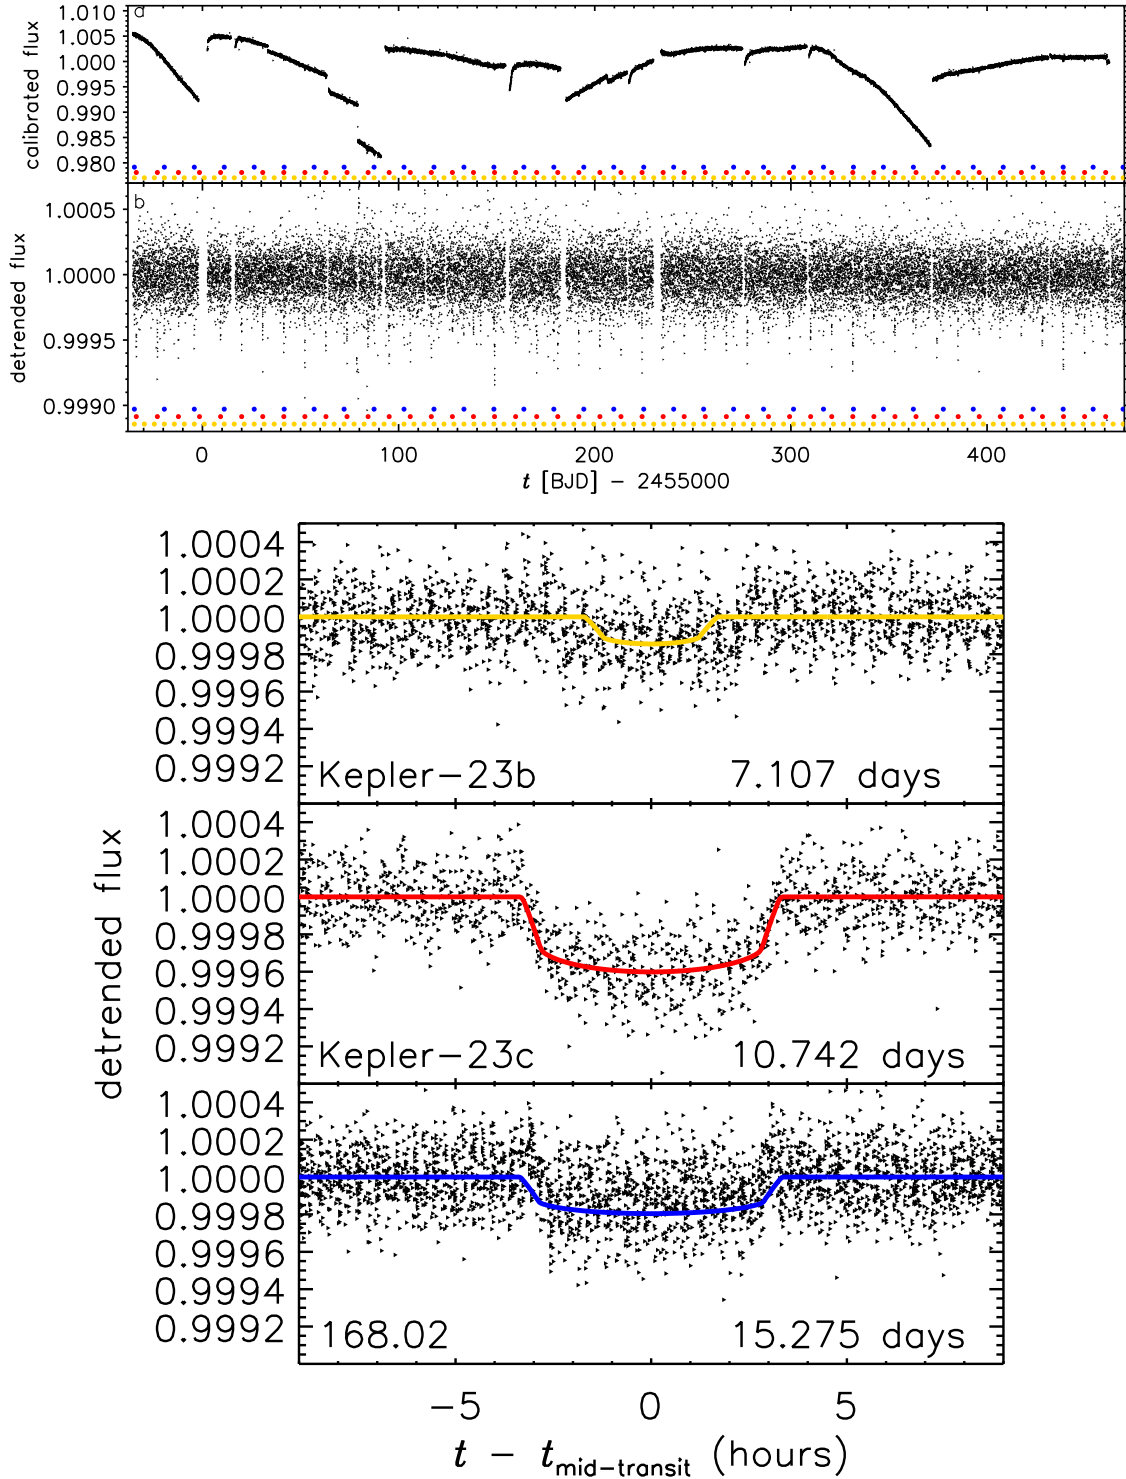 a
calibrated flux
1.010
1.005
1.000
0.995
0.990
0.985
0.980
b
detrended flux
1.0005
1.0000
0.9995
0.9990
0 100 200 300 400
t [BJD] − 2455000
detrended flux
1.0004
1.0002
1.0000
0.9998
0.9996
0.9994
0.9992
Kepler−23b 7.107 days
1.0004
1.0002
1.0000
0.9998
0.9996
0.9994
0.9992
Kepler−23c 10.742 days
1.0004
1.0002
1.0000
0.9998
0.9996
0.9994
0.9992
168.02 15.275 days
−5 0 5
t − tmid−transit (hours)